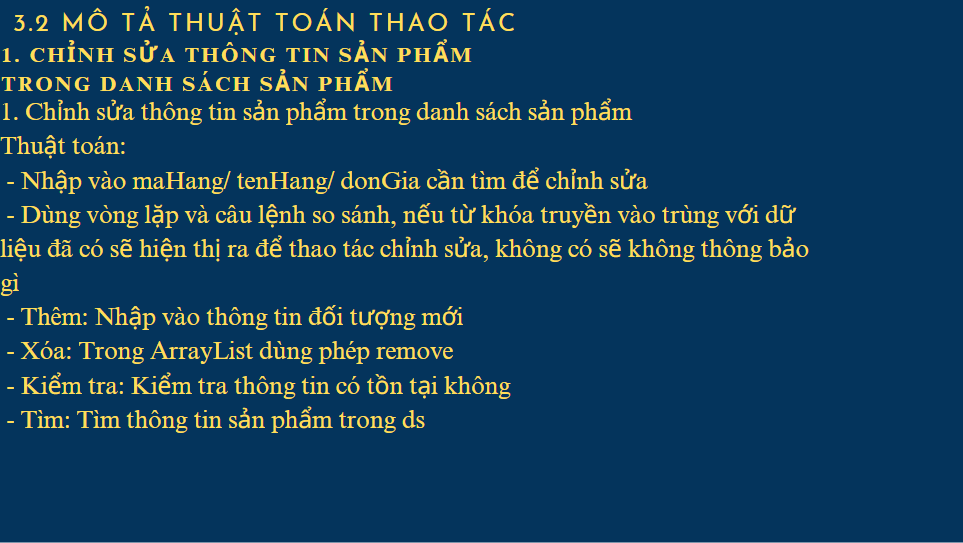 3.2 MÔ TẢ THUẬT TOÁN THAO TÁC
1. CHỈNH SỬA THÔNG TIN SẢN PHẨM
TRONG DANH SÁCH SẢN PHẨM
1. Chỉnh sửa thông tin sản phẩm trong danh sách sản phẩm
Thuật toán:
- Nhập vào maHang/ tenHang/ donGia cần tìm để chỉnh sửa
- Dùng vòng lặp và câu lệnh so sánh, nếu từ khóa truyền vào trùng với dữ
liệu đã có sẽ hiện thị ra để thao tác chỉnh sửa, không có sẽ không thông bảo
gì
- Thêm: Nhập vào thông tin đối tượng mới
- Xóa: Trong ArrayList dùng phép remove
- Kiểm tra: Kiểm tra thông tin có tồn tại không
- Tìm: Tìm thông tin sản phẩm trong ds